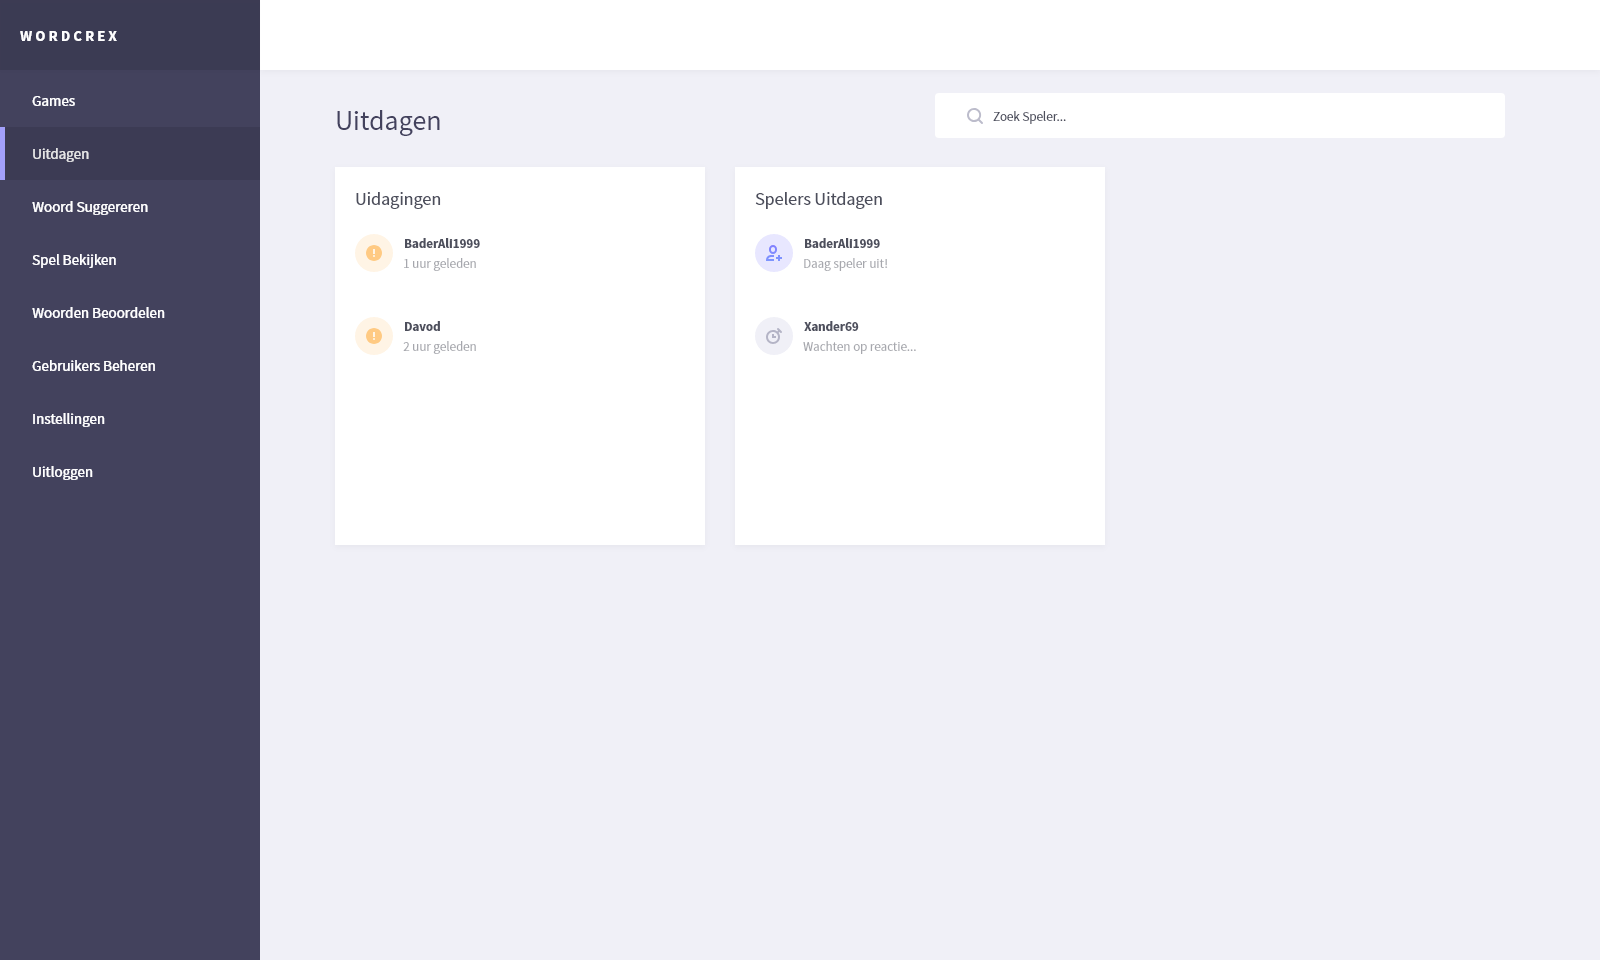 WORDCREX
Games
Uitdagen
Woord Suggereren
Spel Bekijken
Woorden Beoordelen
Gebruikers Beheren
Instellingen
Uitloggen
Uitdagen
Zoek Speler...
Uidagingen
BaderAlI1999
1 uur geleden
Davod
2 uur geleden
Spelers Uitdagen
BaderAlI1999
Daag speler uit!
Xander69
Wachten op reactie...